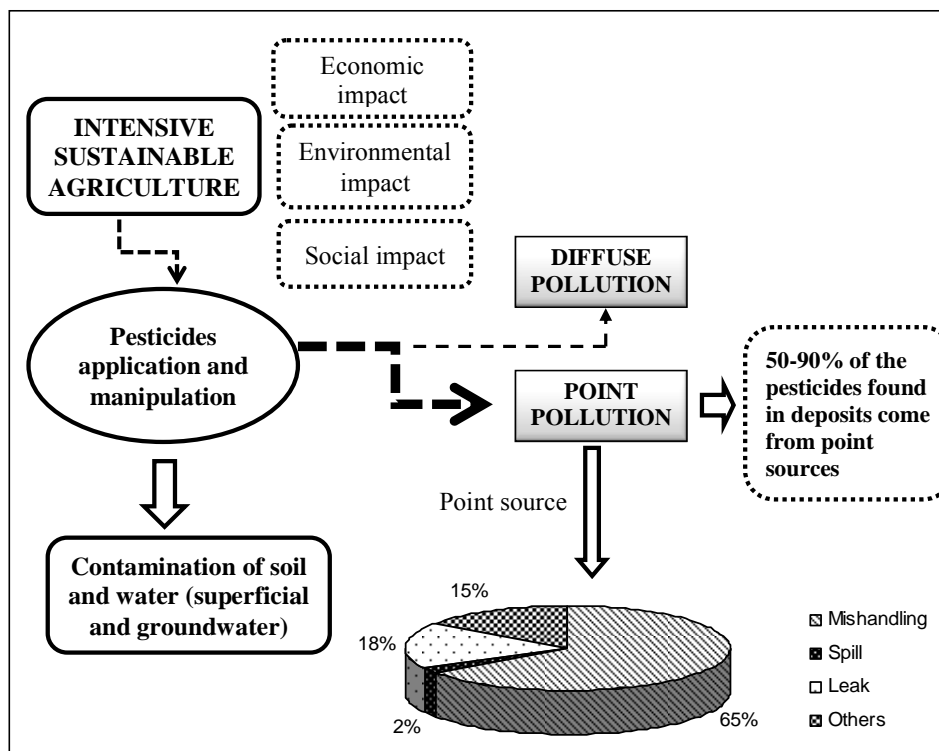 Economic
impact
INTENSIVE
SUSTAINABLE
AGRICULTURE
Environmental
impact
Social impact
DIFFUSE
POLLUTION
Pesticides
application and
manipulation
POINT
POLLUTION
50-90% of the
pesticides found
in deposits come
from point
sources
Point source
Contamination of soil
and water (superficial
and groundwater)
15%
18%
2%
65%
Mishandling
Spill
Leak
Others